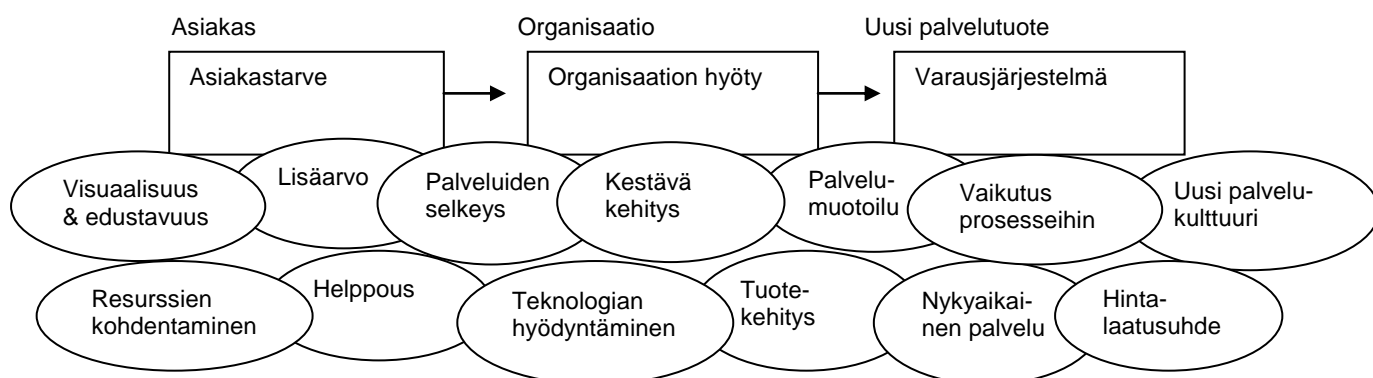 Asiakas
Organisaatio
Uusi palvelutuote
Asiakastarve
Organisaation hyöty
Varausjärjestelmä
Visuaalisuus
& edustavuus
Lisäarvo
Palveluiden
selkeys
Kestävä
kehitys
Palvelu-
muotoilu
Vaikutus
prosesseihin
Uusi palvelu-
kulttuuri
Resurssien
kohdentaminen
Helppous
Teknologian
hyödyntäminen
Tuote-
kehitys
Nykyaikai-
nen palvelu
Hinta-
laatusuhde